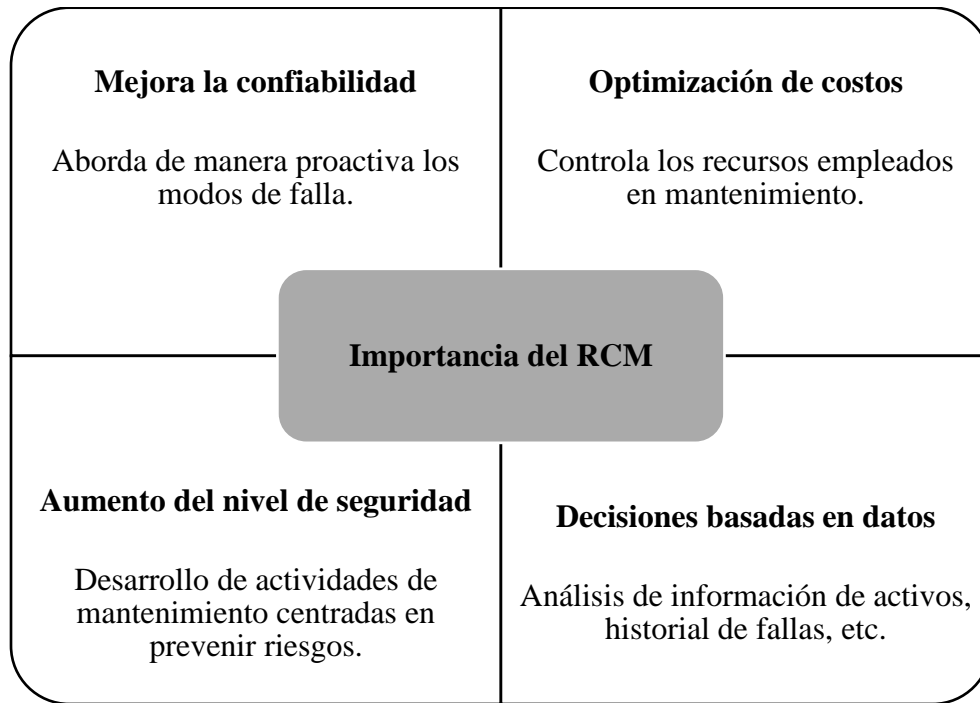 Mejora la confiabilidad
Aborda de manera proactiva los
modos de falla.
Optimización de costos
Controla los recursos empleados
en mantenimiento.
Importancia del RCM
Aumento del nivel de seguridad
Desarrollo de actividades de
mantenimiento centradas en
prevenir riesgos.
Decisiones basadas en datos
Análisis de información de activos,
historial de fallas, etc.